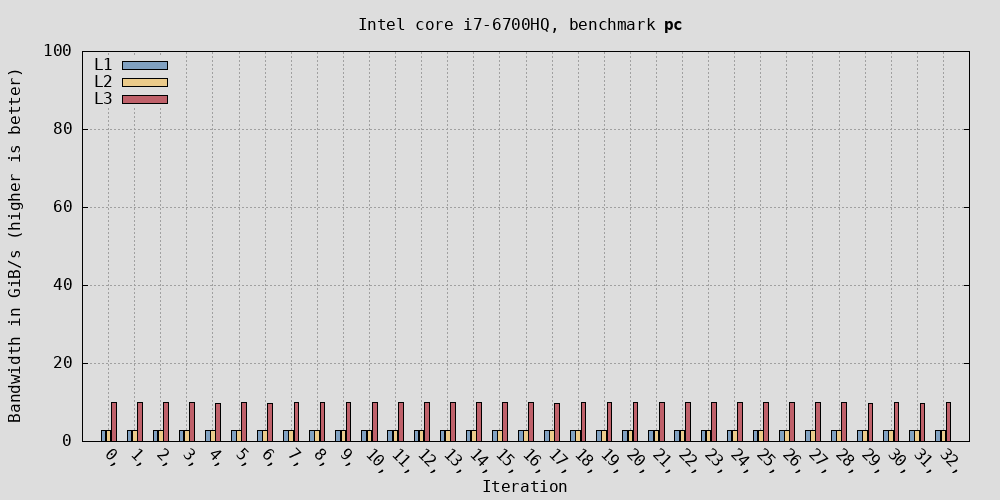 Intel core i7-6700HQ, benchmark pc
Bandwidth in GiB/s (higher is better)
100
80
60
40
20
0
L1
L2
L3
0, 1, 2, 3, 4, 5, 6, 7, 8, 9, 10, 11, 12, 13, 14, 15, 16, 17, 18, 19, 20, 21, 22, 23, 24, 25, 26, 27, 28, 29, 30, 31, 32,
Iteration